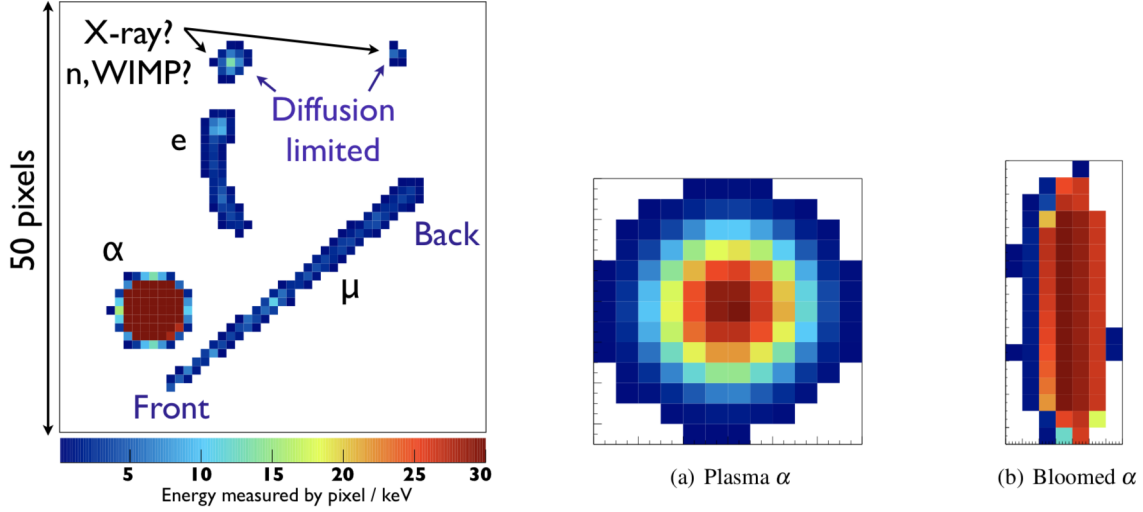 X-ray?
n, WIMP?
Diffusion
limited
e
50 pixels
Back
α
μ
Front
5 10 15 20 25 30
Energy measured by pixel / keV
(a) Plasma α
(b) Bloomed α